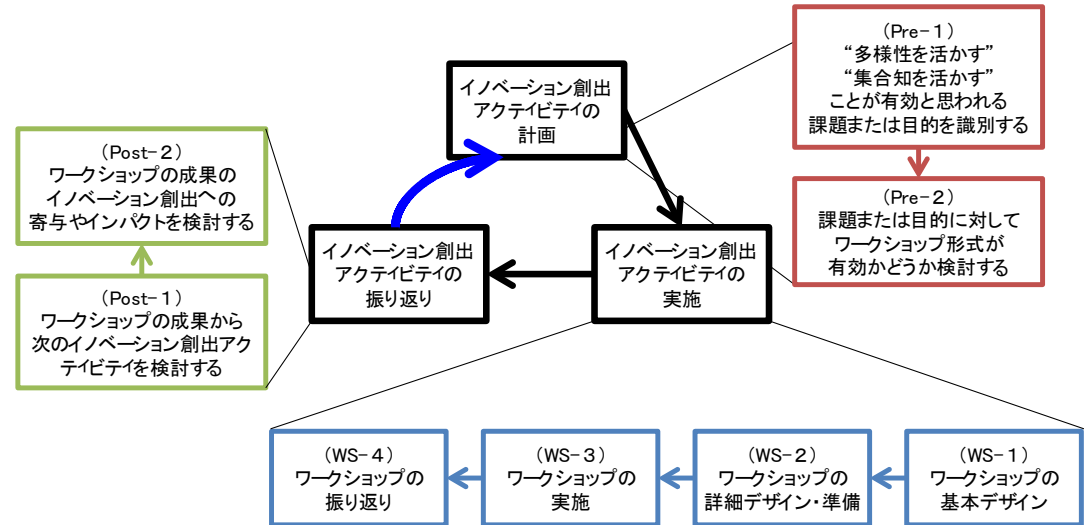 イノベーション創出
アクティビティの
計画
(Pre-1)
“多様性を活かす”
“集合知を活かす”
ことが有効と思われる
課題または目的を識別する
(Pre-2)
課題または目的に対して
ワークショップ形式が
有効かどうか検討する
イノベーション創出
アクティビティの
実施
イノベーション創出
アクティビティの
振り返り
(Post-2)
ワークショップの成果の
イノベーション創出への
寄与やインパクトを検討する
(Post-1)
ワークショップの成果から
次のイノベーション創出アク
ティビティを検討する
(WS-4)
ワークショップの
振り返り
(WS-3)
ワークショップの
実施
(WS-2)
ワークショップの
詳細デザイン・準備
(WS-1)
ワークショップの
基本デザイン